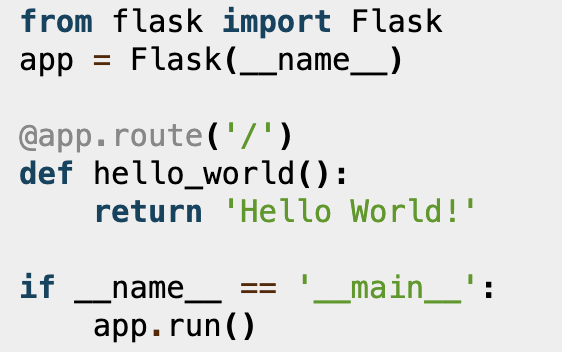 from flask import Flask
app = Flask(__name__)

@app.route('/')
def hello_world():
    return 'Hello World!'

if __name__ == '__main__':
    app.run()